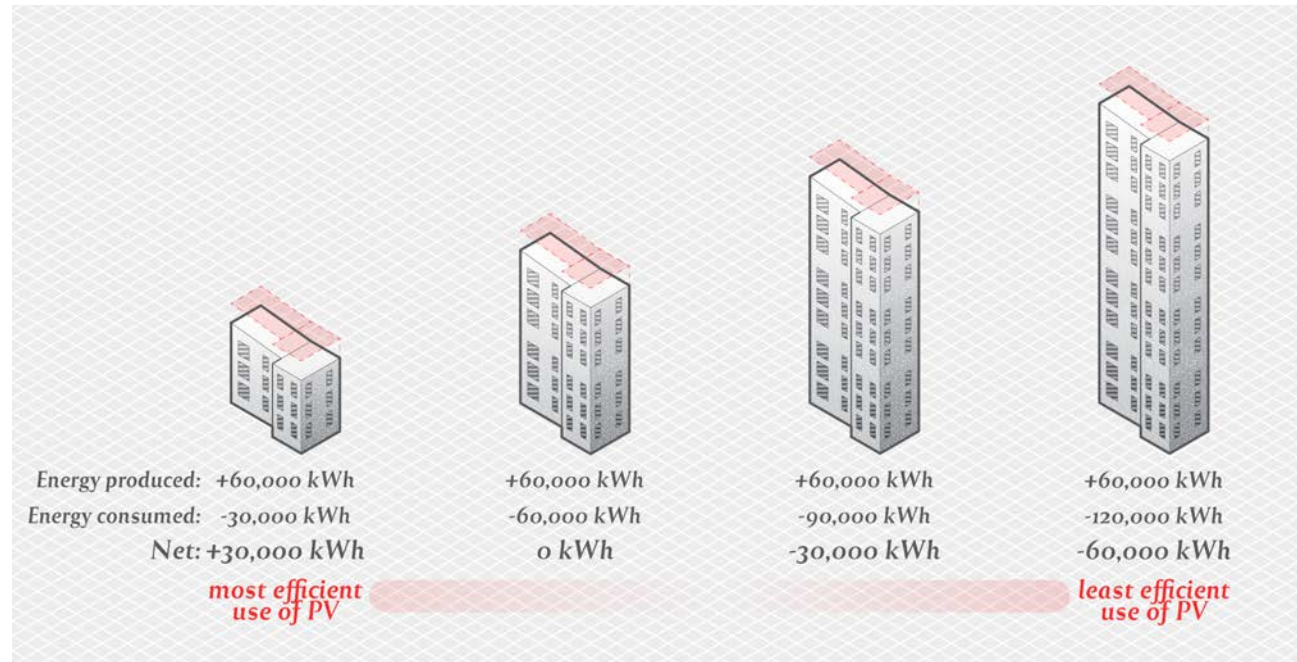 Energy produced: +60,000 kWh +60,000 kWh +60,000 kWh +60,000 kWh
Energy consumed: -30,000 kWh -60,000 kWh -90,000 kWh -120,000 kWh
Net: +30,000 kWh 0 kWh -30,000 kWh -60,000 kWh
most efficient least efficient
use of PV use of PV